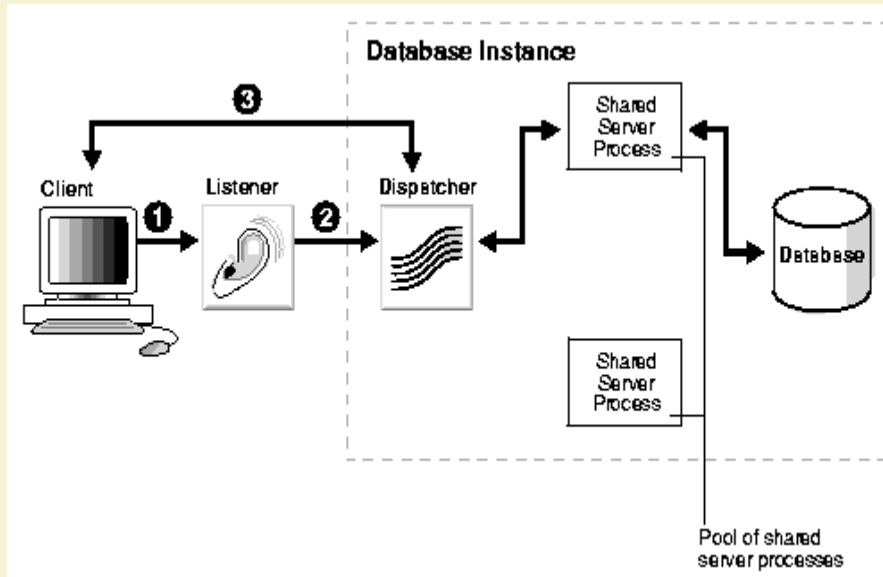 Database Instance
3
Shared
Server
Process
Client
Listener
Dispatcher
1
2
Database
Shared
Server
Process
Pool of shared
server processes